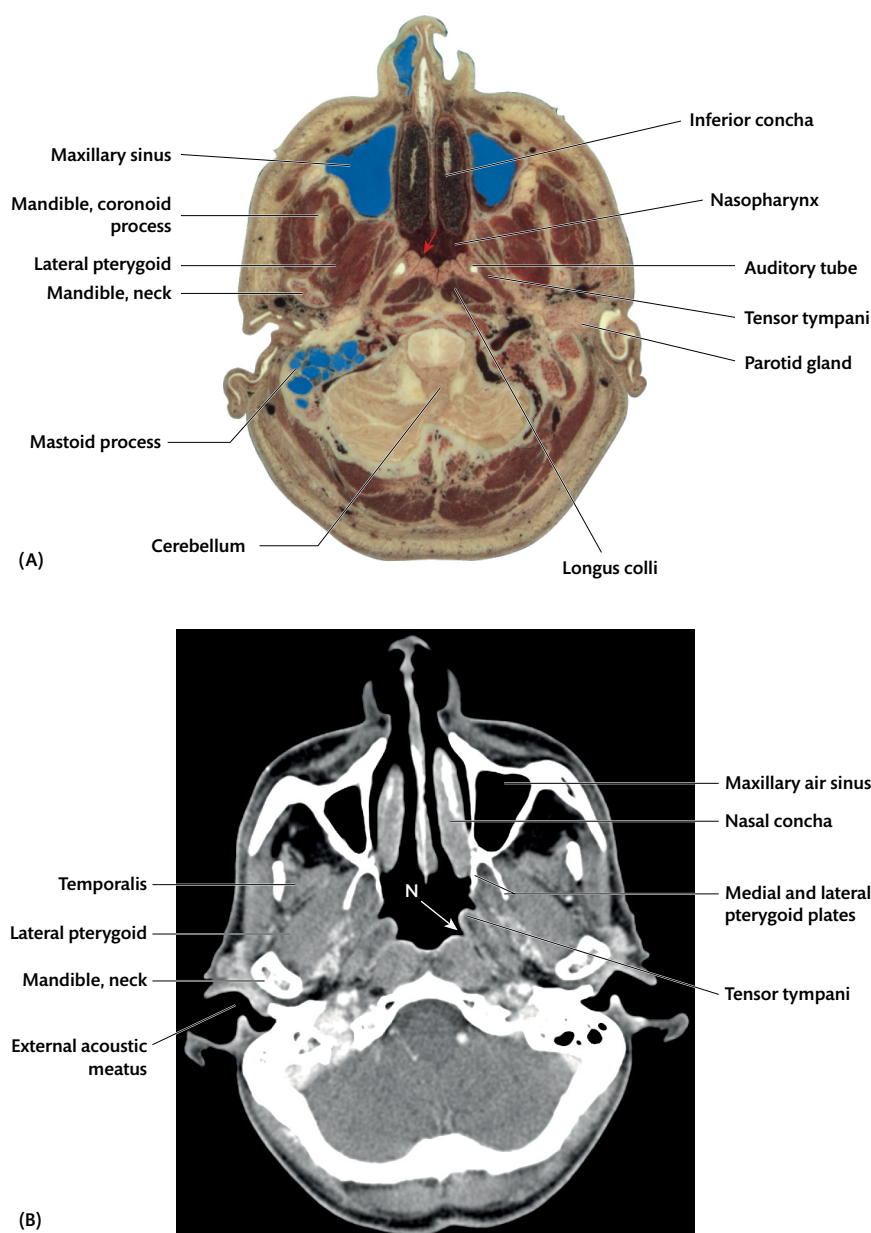 Maxillary sinus
Mandible, coronoid
process
Lateral pterygoid
Mandible, neck
Mastoid process
Cerebellum
Inferior concha
Nasopharynx
Auditory tube
Tensor tympani
Parotid gland
Longus colli
(A)
Temporalis
Lateral pterygoid
Mandible, neck
External acoustic
meatus
N
Maxillary air sinus
Nasal concha
Medial and lateral
pterygoid plates
Tensor tympani
(B)